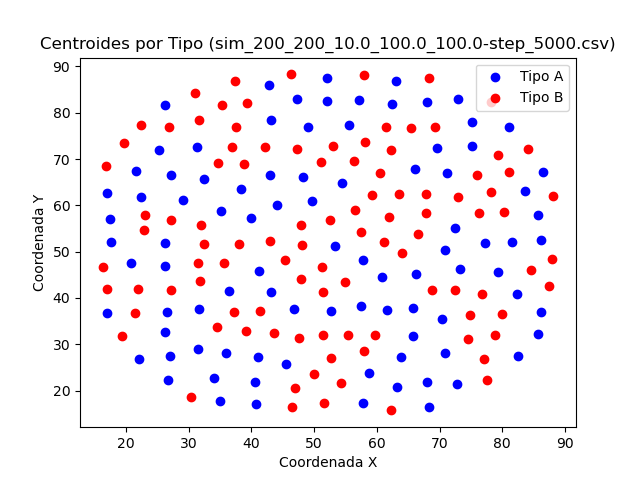 Centroides por Tipo (sim_200_200_10.0_100.0_100.0-step_5000.csv)
Tipo A
Tipo B
90
80
70
60
50
40
30
20
Coordenada Y
20 30 40 50 60 70 80 90
Coordenada X